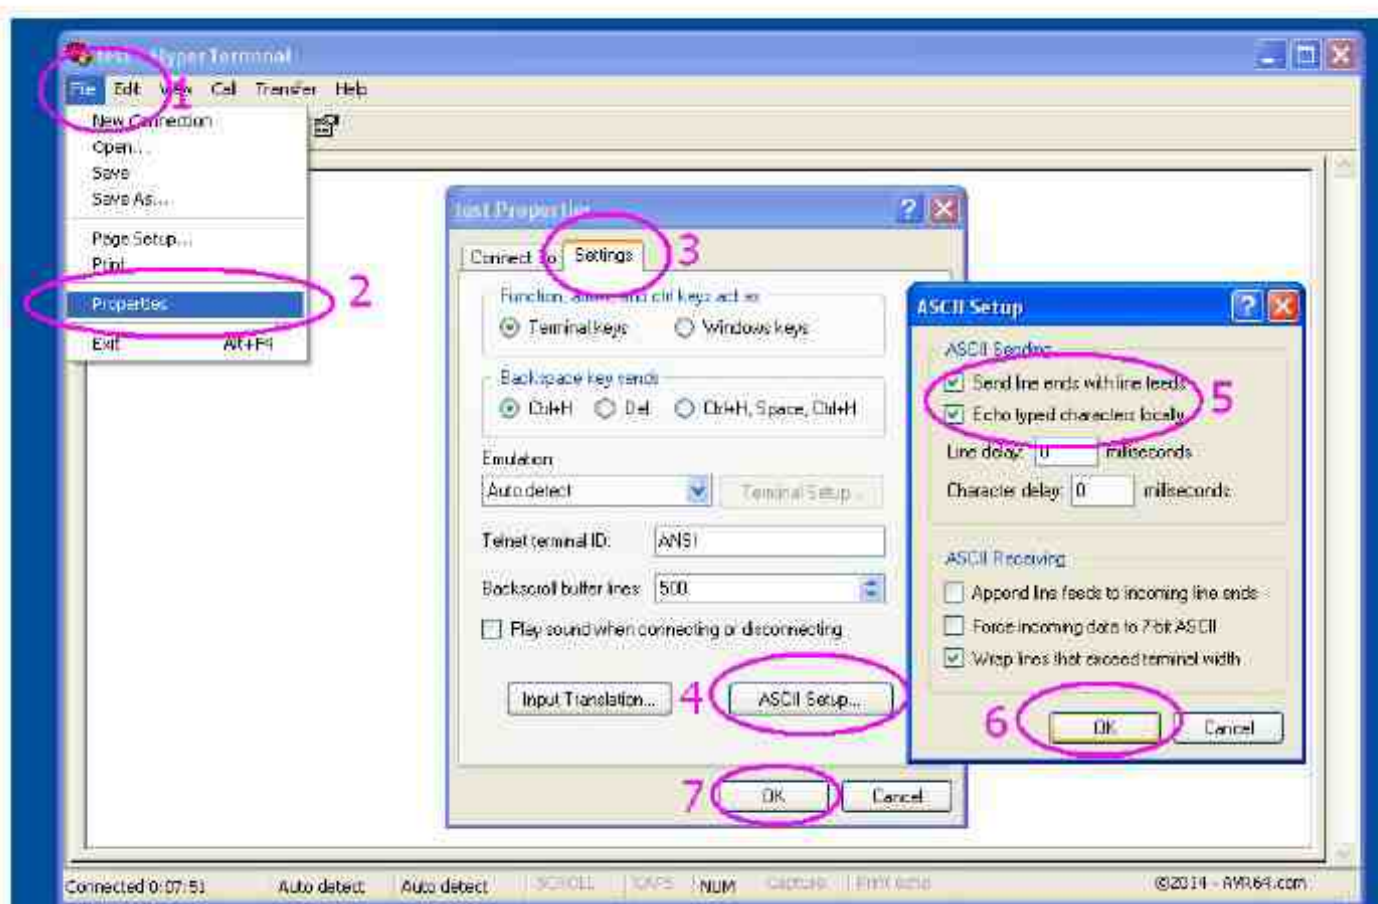 test - HyperTerminal
File Edit View Call Transfer Help
1
New Connection
Open...
Save
Save As...
Page Setup...
Print
Properties
2
Exit Alt+F4
test Properties
Connect To Settings
3
Function, arrow, and ctrl keys act as
Terminal keys Windows keys
Backspace key sends
Ctrl+H Del Ctrl+H, Space, Ctrl+H
Emulation:
Auto detect Terminal Setup...
Telnet terminal ID: ANSI
Backscroll buffer lines: 500
Play sound when connecting or disconnecting
Input Translation... 4 ASCII Setup...
7 OK Cancel
ASCII Setup
ASCII Sending
Send line ends with line feeds
5
Echo typed characters locally
Line delay: 0 milliseconds
Character delay: 0 milliseconds
ASCII Receiving
Append line feeds to incoming line ends
Force incoming data to 7-bit ASCII
Wrap lines that exceed terminal width
6 OK Cancel
Connected 0:07:51 Auto detect Auto detect SCROLL CAPS NUM Capture Print echo ©2014 - AVR64.com